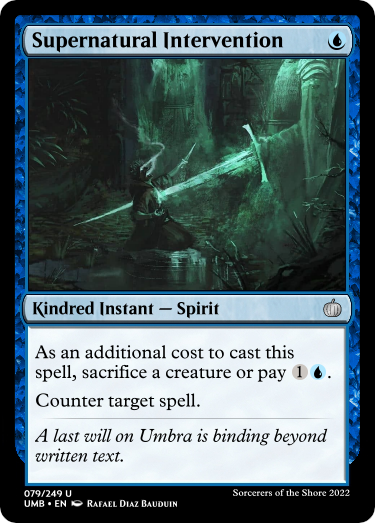 Supernatural Intervention
Kindred Instant — Spirit
As an additional cost to cast this
spell, sacrifice a creature or pay 1 .
Counter target spell.
A last will on Umbra is binding beyond
written text.
079/249 U
Sorcerers of the Shore 2022
UMB • EN Rafael Diaz Bauduin